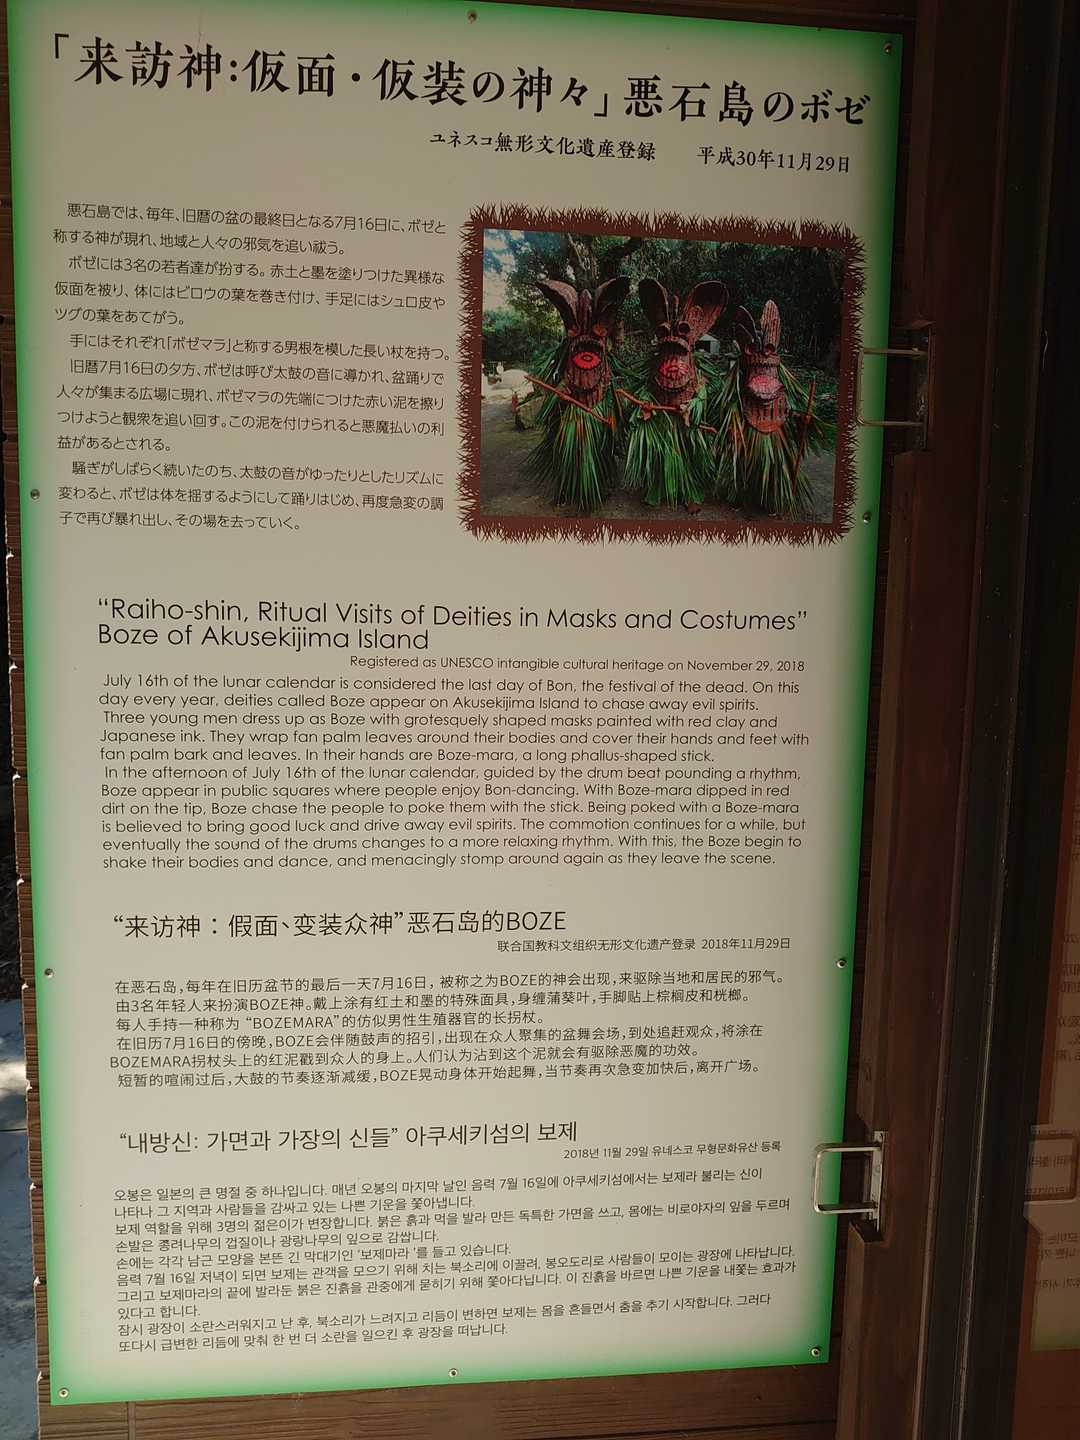 「来訪神:仮面・仮装の神々」悪石島のボゼ
ユネスコ無形文化遺産登録　平成30年11月29日
悪石島では、毎年、旧暦の盆の最終日となる7月16日に、ボゼと
称する神が現れ、地域と人々の邪気を追い祓う。
ボゼには3名の若者達が扮する。赤土と墨を塗りつけた異様な
仮面を被り、体にはビロウの葉を巻き付け、手足にはシュロ皮や
ツグの葉をあてがう。
手にはそれぞれ「ボゼマラ」と称する男根を模した長い杖を持つ。
旧暦7月16日の夕方、ボゼは呼び太鼓の音に導かれ、盆踊りで
人々が集まる広場に現れ、ボゼマラの先端につけた赤い泥を擦り
つけようと観衆を追い回す。この泥を付けられると悪魔払いの利
益があるとされる。
騒ぎがしばらく続いたのち、太鼓の音がゆったりとしたリズムに
変わると、ボゼは体を揺するようにして踊りはじめ、再度急変の調
子で再び暴れ出し、その場を去っていく。
“Raiho-shin, Ritual Visits of Deities in Masks and Costumes”
Boze of Akusekijima Island
Registered as UNESCO intangible cultural heritage on November 29, 2018
July 16th of the lunar calendar is considered the last day of Bon, the festival of the dead. On this
day every year, deities called Boze appear on Akusekijima Island to chase away evil spirits.
Three young men dress up as Boze with grotesquely shaped masks painted with red clay and
Japanese ink. They wrap fan palm leaves around their bodies and cover their hands and feet with
fan palm bark and leaves. In their hands are Boze-mara, a long phallus-shaped stick.
In the afternoon of July 16th of the lunar calendar, guided by the drum beat pounding a rhythm,
Boze appear in public squares where people enjoy Bon-dancing. With Boze-mara dipped in red
dirt on the tip, Boze chase the people to poke them with the stick. Being poked with a Boze-mara
is believed to bring good luck and drive away evil spirits. The commotion continues for a while, but
eventually the sound of the drums changes to a more relaxing rhythm. With this, the Boze begin to
shake their bodies and dance, and menacingly stomp around again as they leave the scene.
“来访神：假面、变装众神”恶石岛的BOZE
联合国教科文组织无形文化遗产登录 2018年11月29日
在恶石岛,每年在旧历盆节的最后一天7月16日，被称之为BOZE的神会出现,来驱除当地和居民的邪气。
由3名年轻人来扮演BOZE神。戴上涂有红土和墨的特殊面具,身缠蒲葵叶,手脚贴上棕榈皮和桄榔。
每人手持一种称为“BOZEMARA”的仿似男性生殖器官的长拐杖。
在旧历7月16日的傍晚,BOZE会伴随鼓声的招引,出现在众人聚集的盆舞会场,到处追赶观众,将涂在
BOZEMARA拐杖头上的红泥戳到众人的身上。人们认为沾到这个泥就会有驱除恶魔的功效。
短暂的喧闹过后,大鼓的节奏逐渐减缓,BOZE晃动身体开始起舞,当节奏再次急变加快后,离开广场。
“내방신: 가면과 가장의 신들” 아쿠세키섬의 보제
2018년 11월 29일 유네스코 무형문화유산 등록
오봉은 일본의 큰 명절 중 하나입니다. 매년 오봉의 마지막 날인 음력 7월 16일에 아쿠세키섬에서는 보제라 불리는 신이
나타나 그 지역과 사람들을 감싸고 있는 나쁜 기운을 쫓아냅니다.
보제 역할을 위해 3명의 젊은이가 변장합니다. 붉은 흙과 먹을 발라 만든 독특한 가면을 쓰고, 몸에는 비로야자의 잎을 두르며
손발은 종려나무의 껍질이나 광랑나무의 잎으로 감쌉니다.
손에는 각각 남근 모양을 본뜬 긴 막대기인 '보제마라 '를 들고 있습니다.
음력 7월 16일 저녁이 되면 보제는 관객을 모으기 위해 치는 북소리에 이끌려, 봉오도리로 사람들이 모이는 광장에 나타납니다.
그리고 보제마라의 끝에 발라둔 붉은 진흙을 관중에게 묻히기 위해 쫓아다닙니다. 이 진흙을 바르면 나쁜 기운을 내쫓는 효과가
있다고 합니다.
잠시 광장이 소란스러워지고 난 후, 북소리가 느려지고 리듬이 변하면 보제는 몸을 흔들면서 춤을 추기 시작합니다. 그러다
또다시 급변한 리듬에 맞춰 한 번 더 소란을 일으킨 후 광장을 떠납니다.